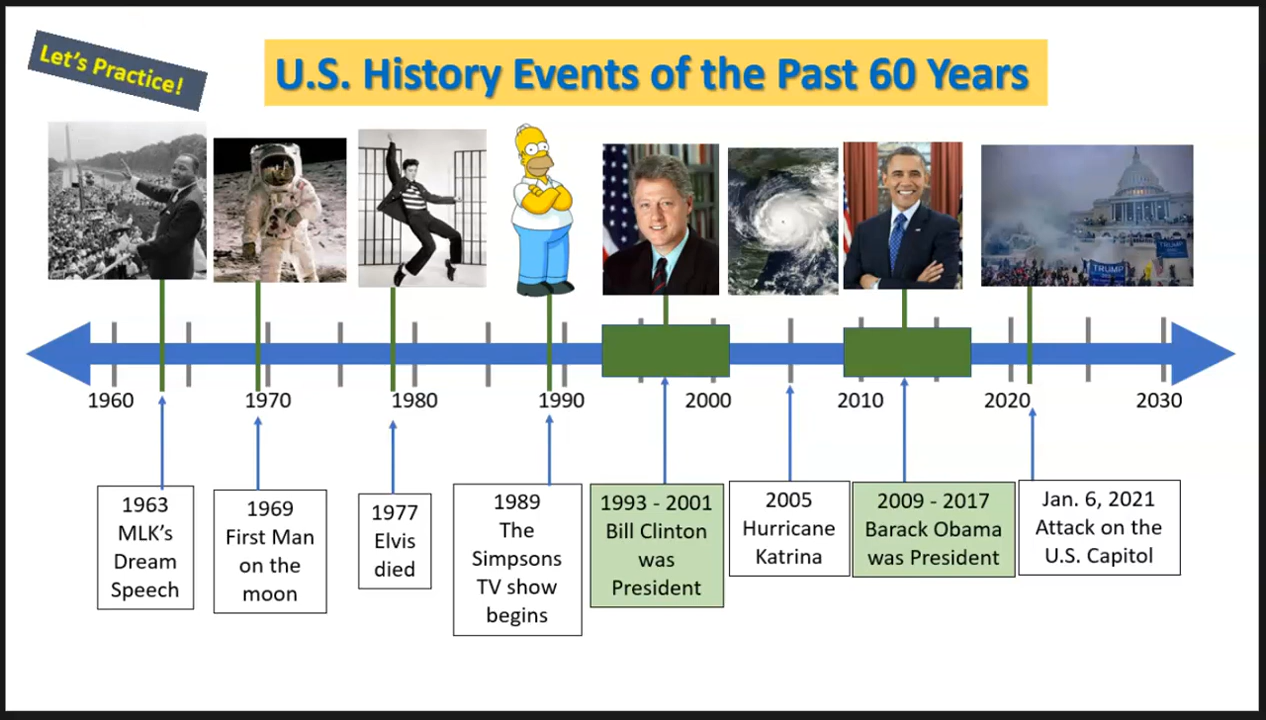 Let's Practice!
U.S. History Events of the Past 60 Years
TRUMP
TRUMP
1960
1970
1980
1990
2000
2010
2020
2030
1963
MLK's
Dream
Speech
1969
First Man
on the
moon
1977
Elvis
died
1989
The
Simpsons
TV show
begins
1993 - 2001
Bill Clinton
was
President
2005
Hurricane
Katrina
2009 - 2017
Barack Obama
was President
Jan. 6, 2021
Attack on the
U.S. Capitol